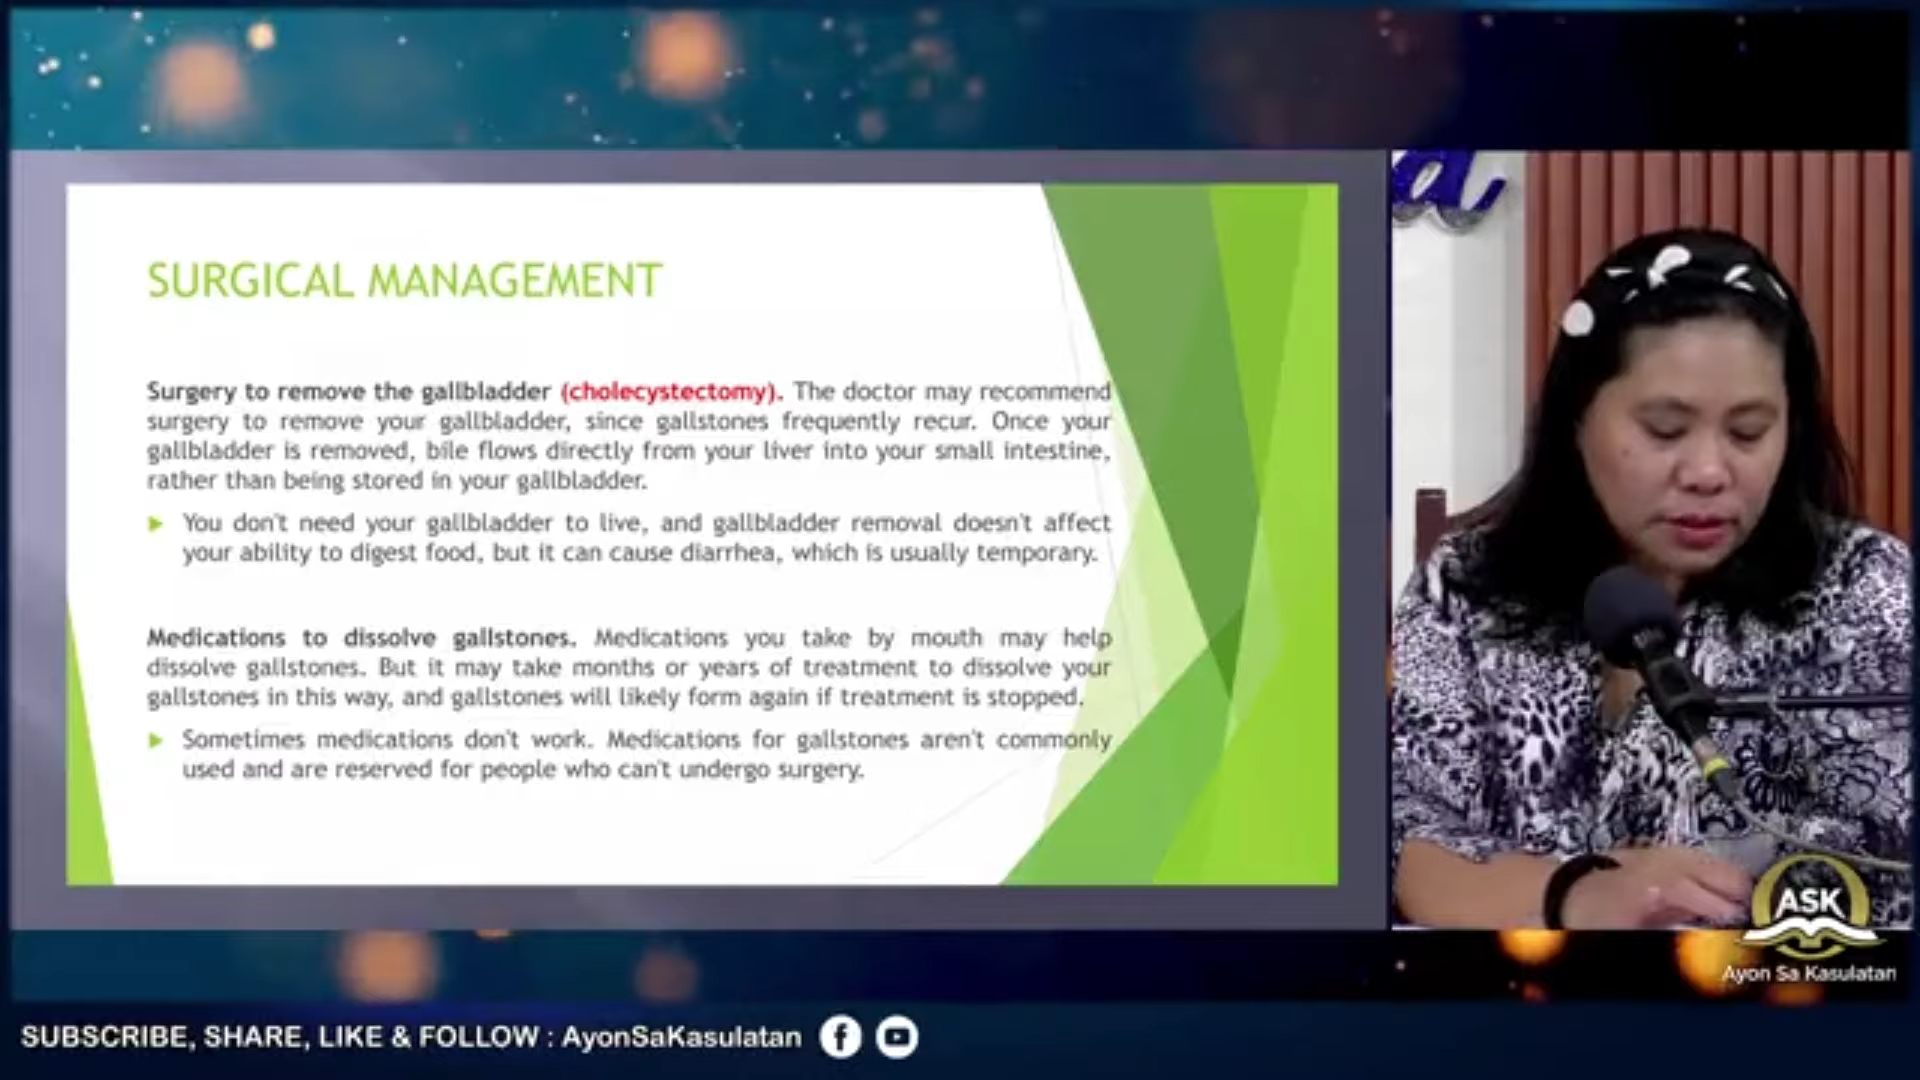 SURGICAL MANAGEMENT
Surgery to remove the gallbladder (cholecystectomy). The doctor may recommend
surgery to remove your gallbladder, since gallstones frequently recur. Once your
gallbladder is removed, bile flows directly from your liver into your small intestine,
rather than being stored in your gallbladder.
You don't need your gallbladder to live, and gallbladder removal doesn't affect
your ability to digest food, but it can cause diarrhea, which is usually temporary.
Medications to dissolve gallstones. Medications you take by mouth may help
dissolve gallstones. But it may take months or years of treatment to dissolve your
gallstones in this way, and gallstones will likely form again if treatment is stopped.
Sometimes medications don't work. Medications for gallstones aren't commonly
used and are reserved for people who can't undergo surgery.
ASK
Ayon Sa Kasulatan
SUBSCRIBE, SHARE, LIKE & FOLLOW : AyonSaKasulatan